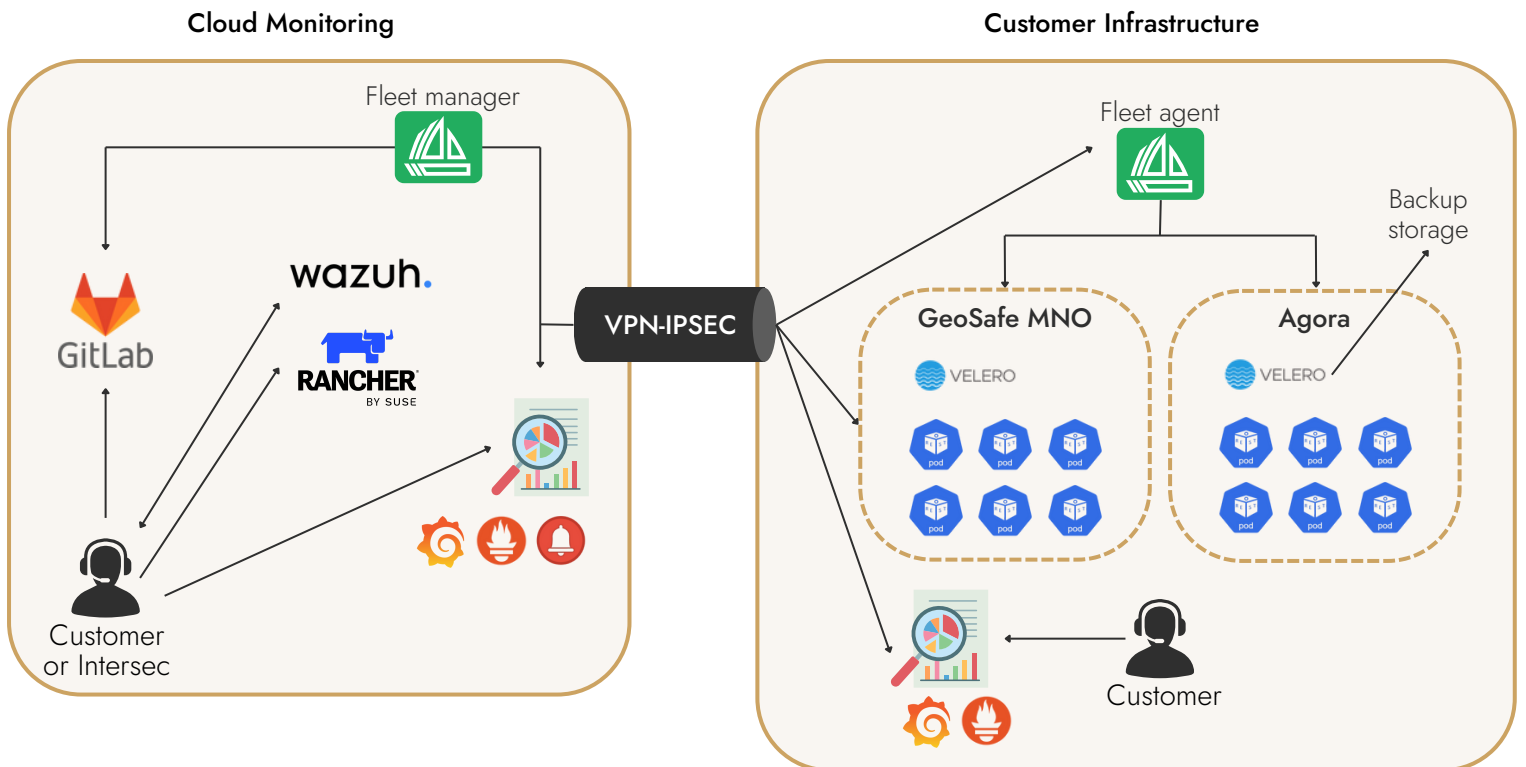 Cloud Monitoring
Customer Infrastructure
Fleet manager
Fleet agent
Backup
storage
wazuh.
GitLab
RANCHER®
BY SUSE
VPN-IPSEC
GeoSafe MNO
Agora
VELERO
VELERO
pod
pod
pod
pod
pod
pod
pod
pod
pod
pod
pod
pod
Customer
or Intersec
Customer